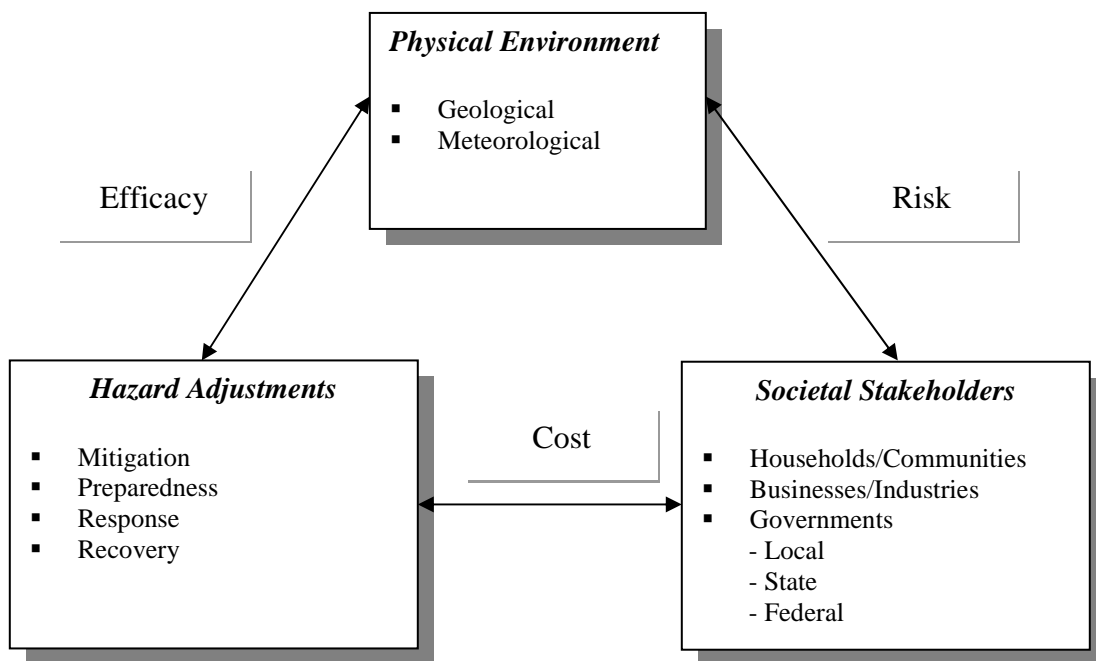 Physical Environment
▪ Geological
▪ Meteorological
Efficacy
Risk
Hazard Adjustments
▪ Mitigation
▪ Preparedness
▪ Response
▪ Recovery
Cost
Societal Stakeholders
▪ Households/Communities
▪ Businesses/Industries
▪ Governments
- Local
- State
- Federal